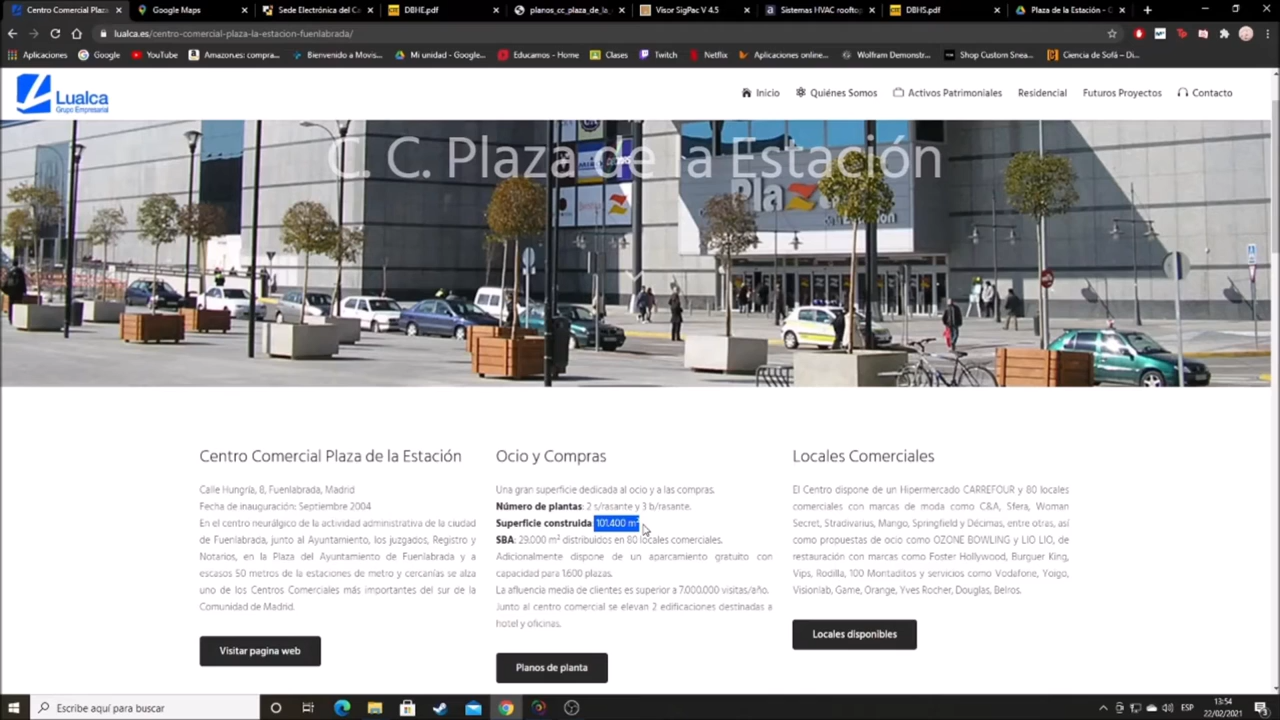 Centro Comercial Plaz
Google Maps
Sede Electrónica del C
DBHE.pdf
planos_cc_plaza_de_la_
Visor SigPac V 4.5
Sistemas HVAC roofto
DBHS.pdf
Plaza de la Estación - C
lualca.es/centro-comercial-plaza-la-estacion-fuenlabrada/
Aplicaciones
Google
YouTube
Amazon.es: compra...
Bienvenido a Movis...
Mi unidad - Google...
Educamos - Home
Clases
Twitch
Netflix
Aplicaciones online...
Wolfram Demonstr...
Shop Custom Snea...
Ciencia de Sofá – Di...
Lualca
Grupo Empresarial
Inicio
Quiénes Somos
Activos Patrimoniales
Residencial
Futuros Proyectos
Contacto
C. C. Plaza de la Estación
Plaza
Estación
Centro Comercial Plaza de la Estación
Calle Hungría, 8, Fuenlabrada, Madrid
Fecha de inauguración: Septiembre 2004
En el centro neurálgico de la actividad administrativa de la ciudad
de Fuenlabrada, junto al Ayuntamiento, los juzgados, Registro y
Notarios, en la Plaza del Ayuntamiento de Fuenlabrada y a
escasos 50 metros de la estaciones de metro y cercanías se alza
uno de los Centros Comerciales más importantes del sur de la
Comunidad de Madrid.
Visitar pagina web
Ocio y Compras
Una gran superficie dedicada al ocio y a las compras.
Número de plantas: 2 s/rasante y 3 b/rasante.
Superficie construida: 101.400 m²
SBA: 29.000 m² distribuidos en 80 locales comerciales.
Adicionalmente dispone de un aparcamiento gratuito con
capacidad para 1.600 plazas.
La afluencia media de clientes es superior a 7.000.000 visitas/año.
Junto al centro comercial se elevan 2 edificaciones destinadas a
hotel y oficinas.
Planos de planta
Locales Comerciales
El Centro dispone de un Hipermercado CARREFOUR y 80 locales
comerciales con marcas de moda como C&A, Sfera, Woman
Secret, Stradivarius, Mango, Springfield y Décimas, entre otras, así
como propuestas de ocio como OZONE BOWLING y LIO LIO, de
restauración con marcas como Foster Hollywood, Burguer King,
Vips, Rodilla, 100 Montaditos y servicios como Vodafone, Yoigo,
Visionlab, Game, Orange, Yves Rocher, Douglas, Belros.
Locales disponibles
Escribe aquí para buscar
ESP
13:54
22/02/2021